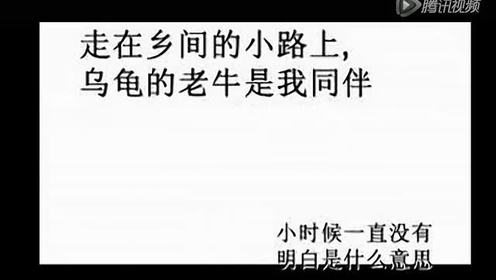 腾讯视频
走在乡间的小路上,
乌龟的老牛是我同伴
小时候一直没有
明白是什么意思